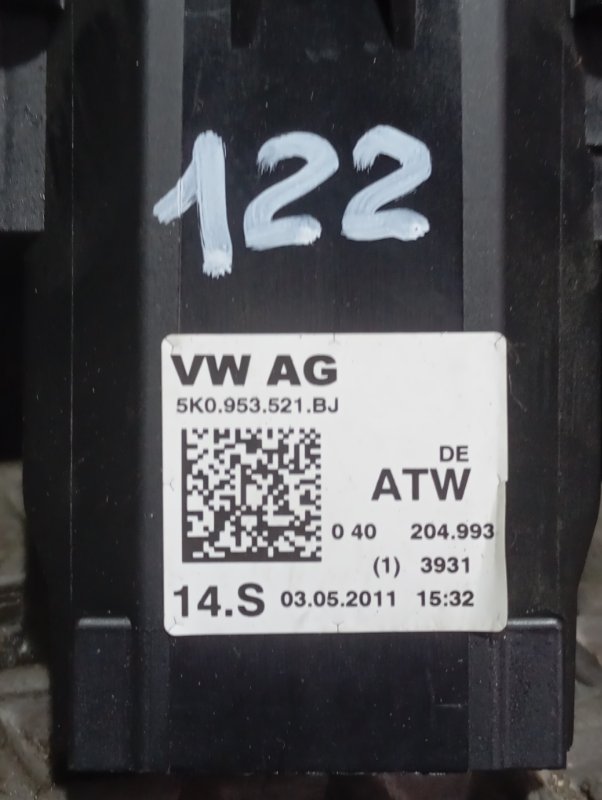 122
VW AG
5K0.953.521.BJ
DE
ATW
0 40 204.993
(1) 3931
14.S 03.05.2011 15:32